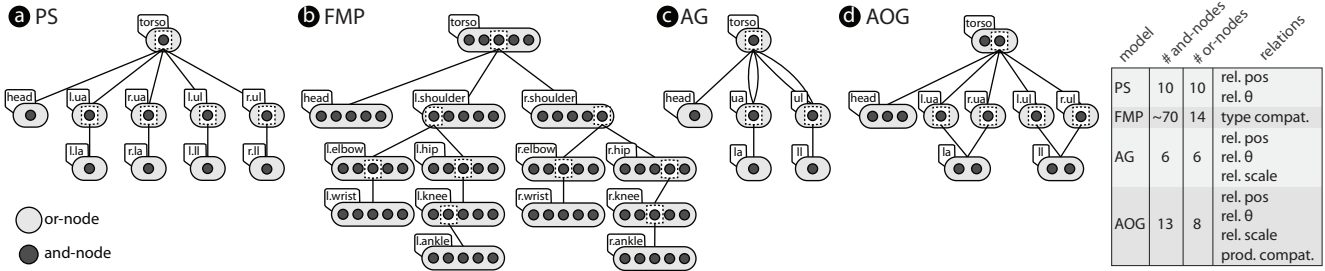 a PS
torso
head
l.ua
r.ua
l.ul
r.ul
l.la
r.la
l.ll
r.ll
or-node
and-node
b FMP
torso
head
l.shoulder
r.shoulder
l.elbow
l.hip
r.elbow
r.hip
l.wrist
l.knee
r.wrist
r.knee
l.ankle
r.ankle
c AG
torso
head
ua
ul
la
ll
d AOG
torso
head
l.ua
r.ua
l.ul
r.ul
la
ll
model # and-nodes # or-nodes relations
PS 10 10 rel. pos
rel. θ
FMP ~70 14 type compat.
AG 6 6 rel. pos
rel. θ
rel. scale
AOG 13 8 rel. pos
rel. θ
rel. scale
prod. compat.